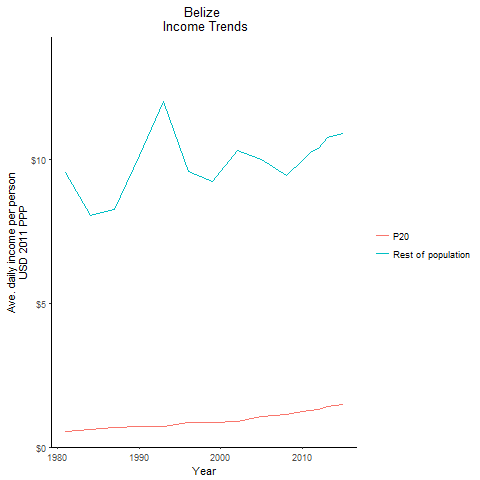 Belize
Income Trends
Ave. daily income per person
USD 2011 PPP
$10
$5
$0
1980
1990
2000
2010
Year
P20
Rest of population